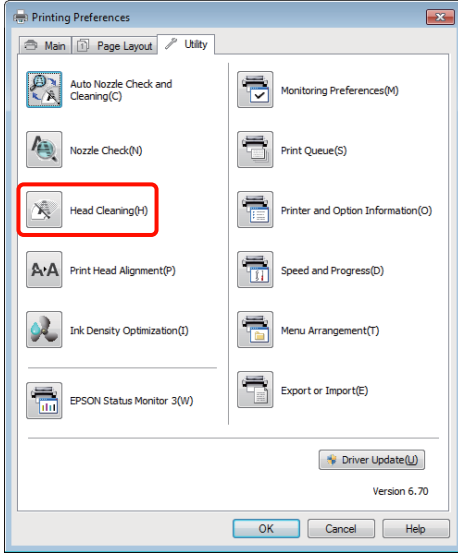 Printing Preferences
Main
Page Layout
Utility
Auto Nozzle Check and
Cleaning(C)
Monitoring Preferences(M)
Nozzle Check(N)
Print Queue(S)
Head Cleaning(H)
Printer and Option Information(O)
A·A
Print Head Alignment(P)
Speed and Progress(D)
Ink Density Optimization(I)
Menu Arrangement(T)
EPSON Status Monitor 3(W)
Export or Import(E)
Driver Update(U)
Version 6.70
OK
Cancel
Help